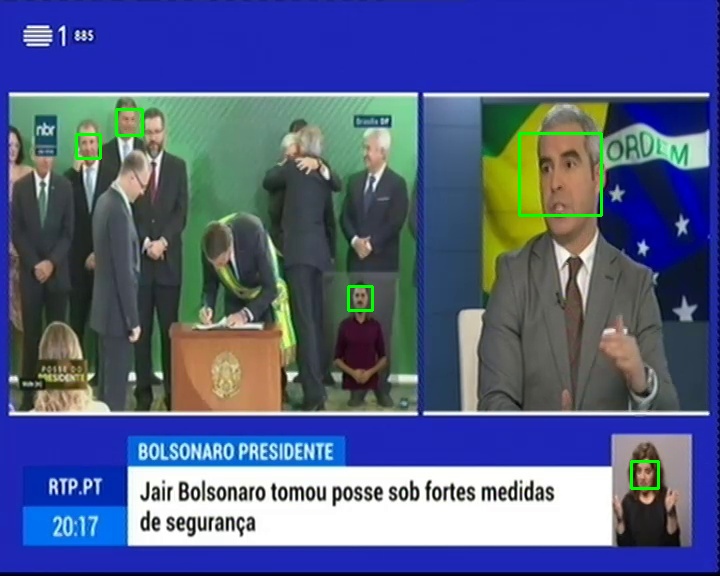 1 885
nbr
Brasília DF
ORDEM
POSSE DO
PRESIDENTE
BOLSONARO PRESIDENTE
RTP.PT
Jair Bolsonaro tomou posse sob fortes medidas
20:17
de segurança